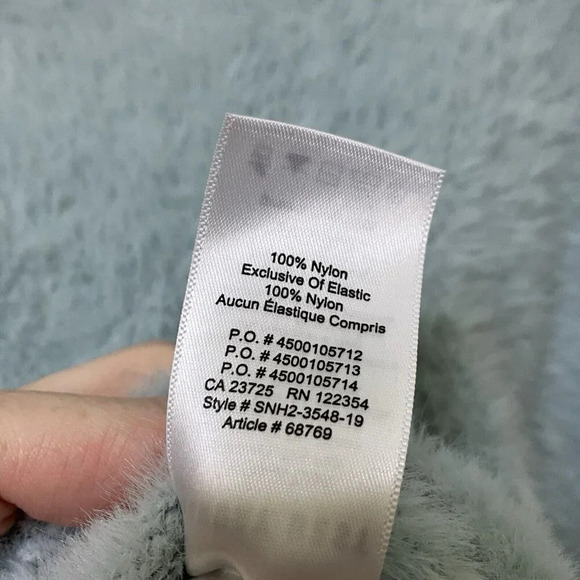 100% Nylon
Exclusive Of Elastic
100% Nylon
Aucun Élastique Compris
P.O. # 4500105712
P.O. # 4500105713
P.O. # 4500105714
CA 23725 RN 122354
Style # SNH2-3548-19
Article # 68769